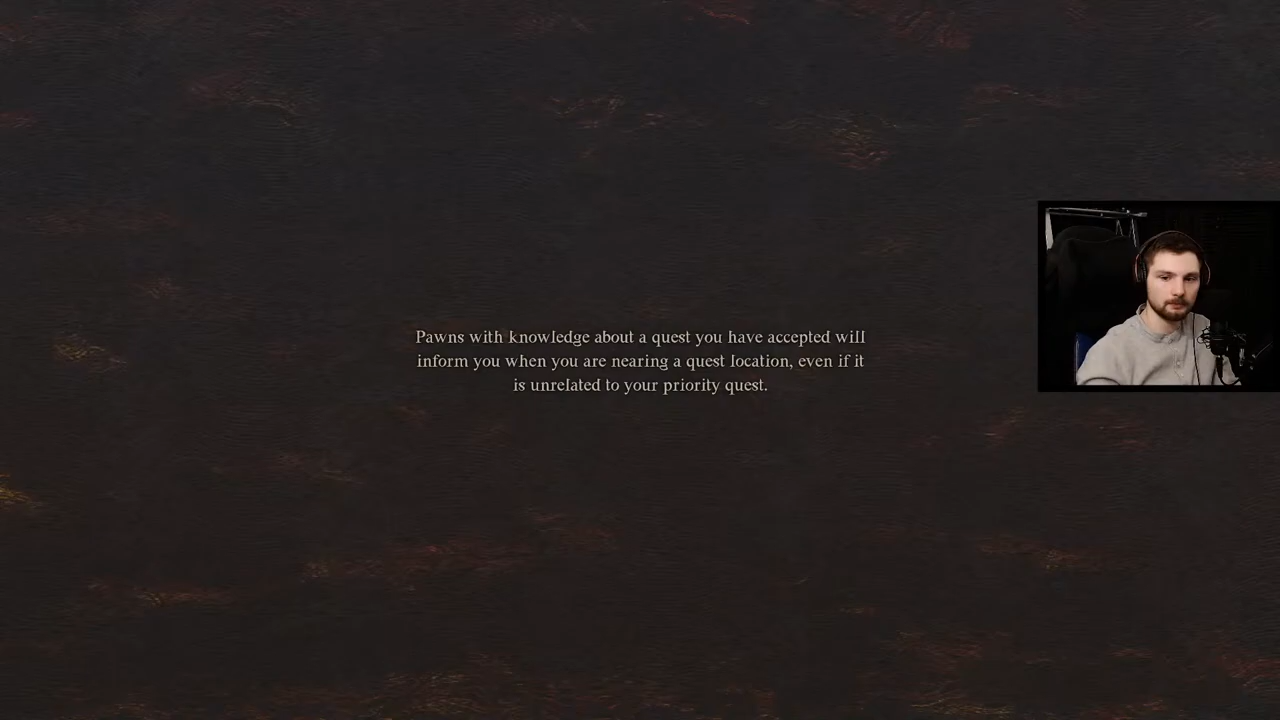 Pawns with knowledge about a quest you have accepted will
inform you when you are nearing a quest location, even if it
is unrelated to your priority quest.